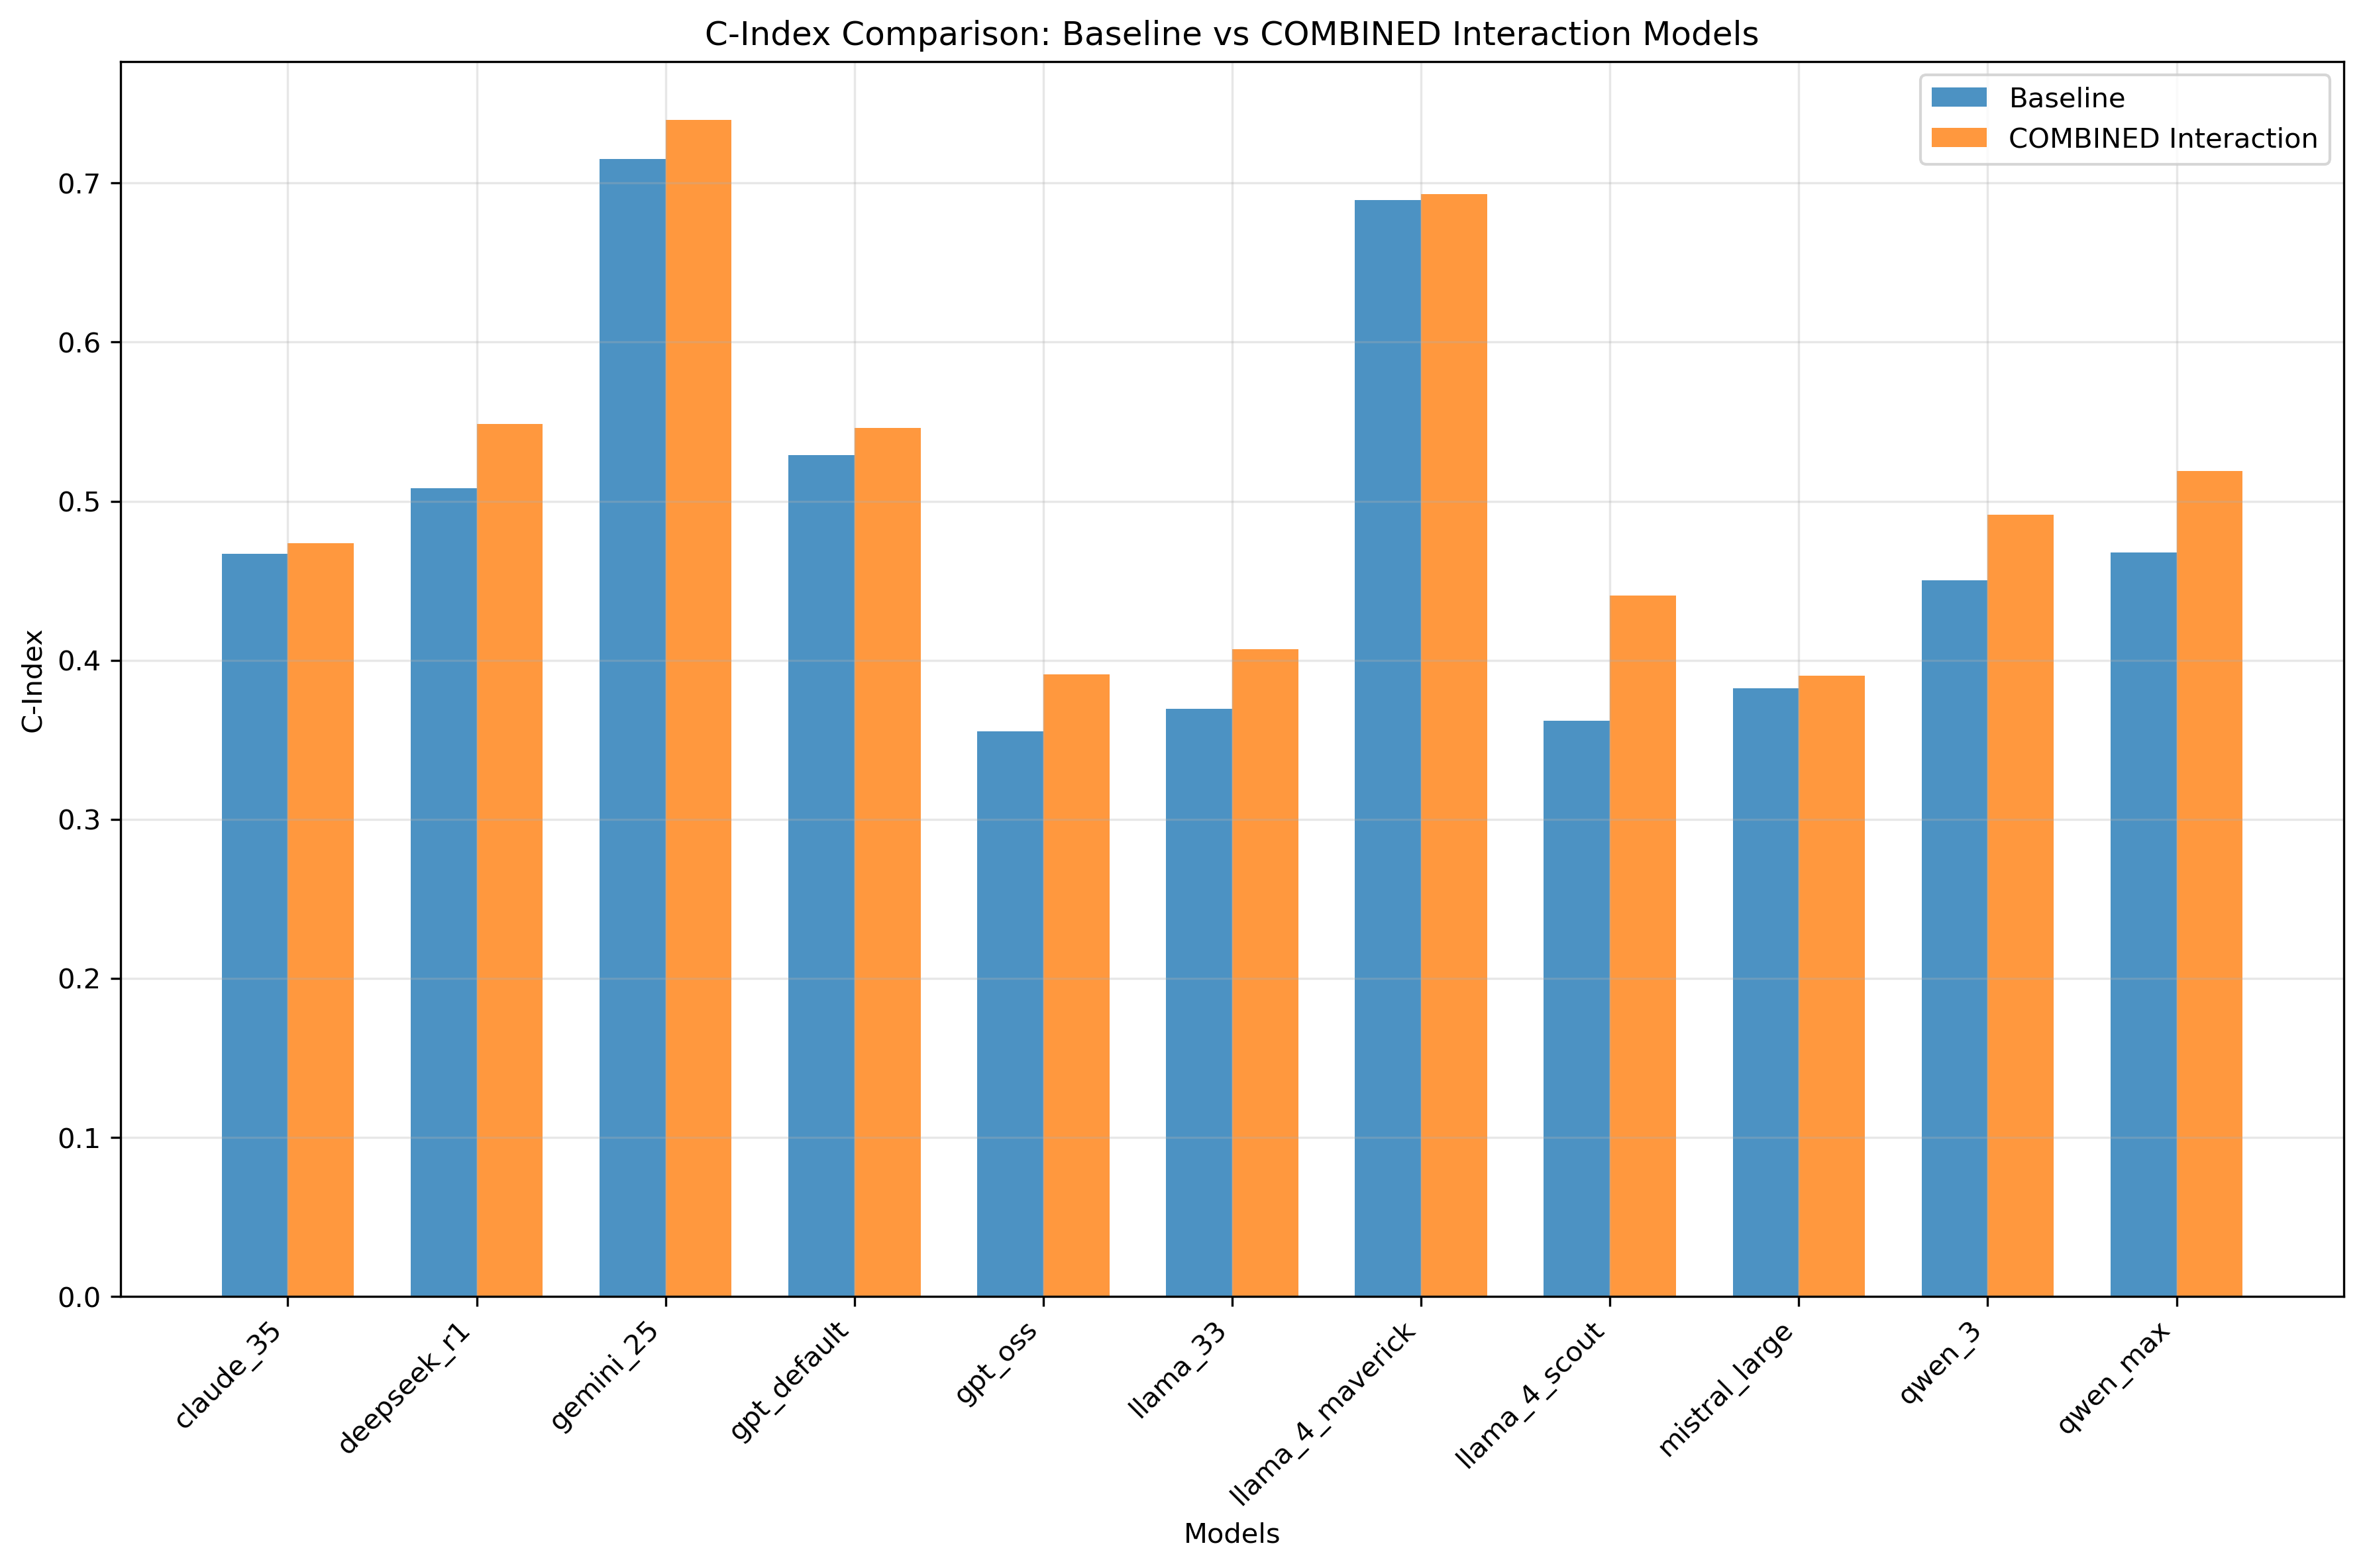 C-Index Comparison: Baseline vs COMBINED Interaction Models
Baseline
COMBINED Interaction
C-Index
0.7
0.6
0.5
0.4
0.3
0.2
0.1
0.0
claude_35
deepseek_r1
gemini_25
gpt_default
gpt_oss
llama_33
llama_4_maverick
llama_4_scout
mistral_large
qwen_3
qwen_max
Models